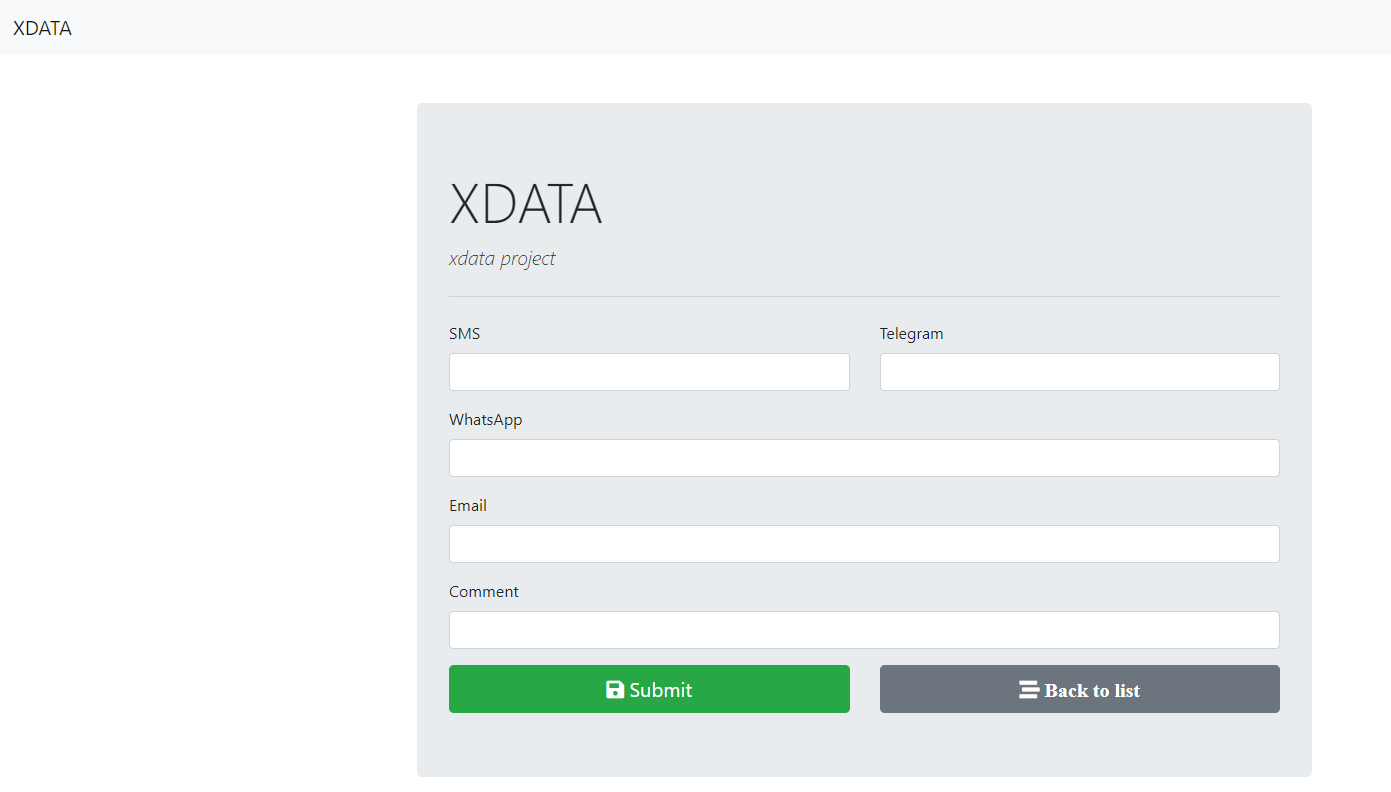 XDATA
XDATA
xdata project
SMS Telegram
WhatsApp
Email
Comment
Submit Back to list